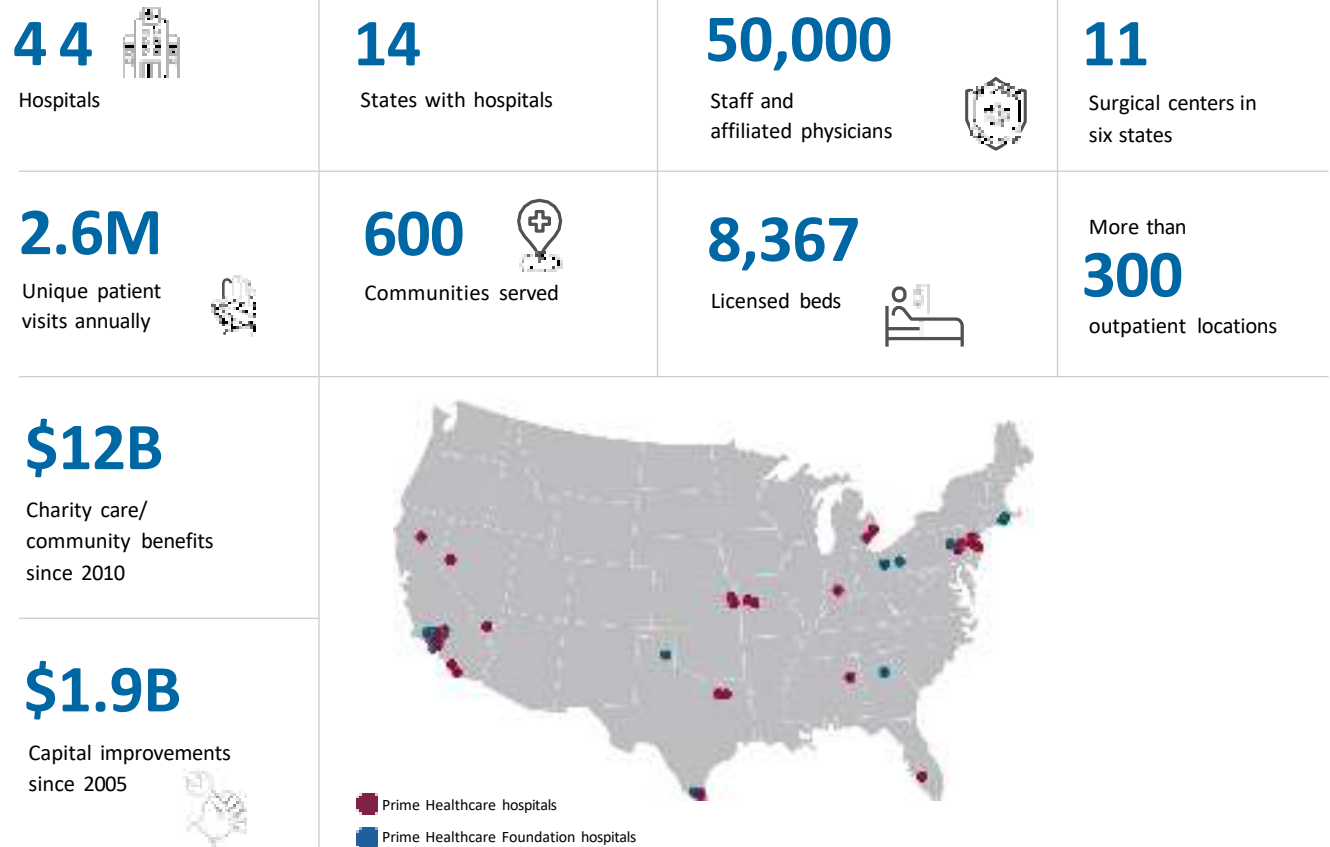 44
Hospitals
14
States with hospitals
50,000
Staff and
affiliated physicians
11
Surgical centers in
six states
2.6M
Unique patient
visits annually
600
Communities served
8,367
Licensed beds
More than
300
outpatient locations
$12B
Charity care/
community benefits
since 2010
$1.9B
Capital improvements
since 2005
Prime Healthcare hospitals
Prime Healthcare Foundation hospitals